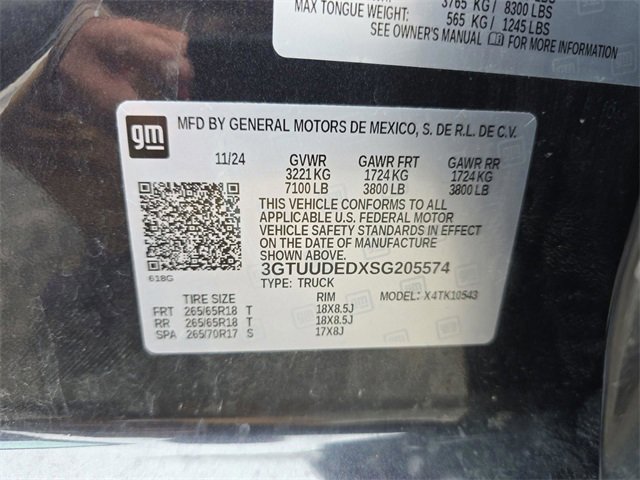 3765 KG / 8300 LBS
MAX TONGUE WEIGHT: 565 KG / 1245 LBS
SEE OWNER'S MANUAL FOR MORE INFORMATION
gm
MFD BY GENERAL MOTORS DE MEXICO, S. DE R.L. DE C.V.
11/24 GVWR GAWR FRT GAWR RR
3221 KG 1724 KG 1724 KG
7100 LB 3800 LB 3800 LB
THIS VEHICLE CONFORMS TO ALL
APPLICABLE U.S. FEDERAL MOTOR
VEHICLE SAFETY STANDARDS IN EFFECT
ON THE DATE OF MANUFACTURE
SHOWN ABOVE.
618G
3GTUUDEDXSG205574
TYPE: TRUCK MODEL: X4TK10543
TIRE SIZE RIM
FRT 265/65R18 T 18X8.5J
RR 265/65R18 T 18X8.5J
SPA 265/70R17 S 17X8J